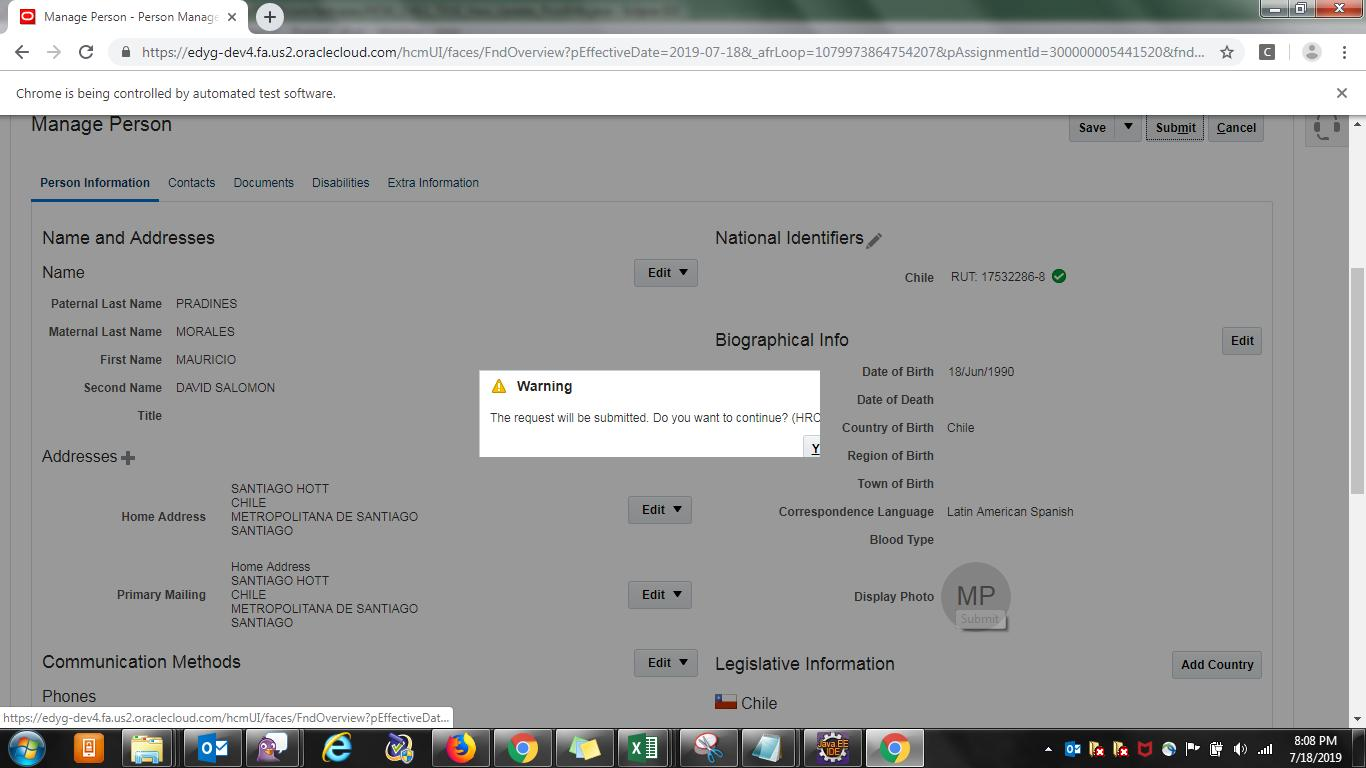 Manage Person - Person Manage
https://edyg-dev4.fa.us2.oraclecloud.com/hcmUI/faces/FndOverview?pEffectiveDate=2019-07-18&_afrLoop=1079973864754207&pAssignmentId=300000005441520&fnd...
C
Chrome is being controlled by automated test software.
Manage Person
Save
Submit
Cancel
Person Information
Contacts
Documents
Disabilities
Extra Information
Name and Addresses
Name
Edit
Paternal Last Name PRADINES
Maternal Last Name MORALES
First Name MAURICIO
Second Name DAVID SALOMON
Title
Addresses
Home Address
SANTIAGO HOTT
CHILE
METROPOLITANA DE SANTIAGO
SANTIAGO
Edit
Primary Mailing
Home Address
SANTIAGO HOTT
CHILE
METROPOLITANA DE SANTIAGO
SANTIAGO
Edit
Communication Methods
Edit
Phones
National Identifiers
Chile RUT: 17532286-8
Biographical Info
Edit
Date of Birth 18/Jun/1990
Date of Death
Country of Birth Chile
Region of Birth
Town of Birth
Correspondence Language Latin American Spanish
Blood Type
Display Photo
MP
Submit
Legislative Information
Add Country
Chile
Warning
The request will be submitted. Do you want to continue? (HRC
Y
https://edyg-dev4.fa.us2.oraclecloud.com/hcmUI/faces/FndOverview?pEffectiveDat...
Java EE
IDE
8:08 PM
7/18/2019